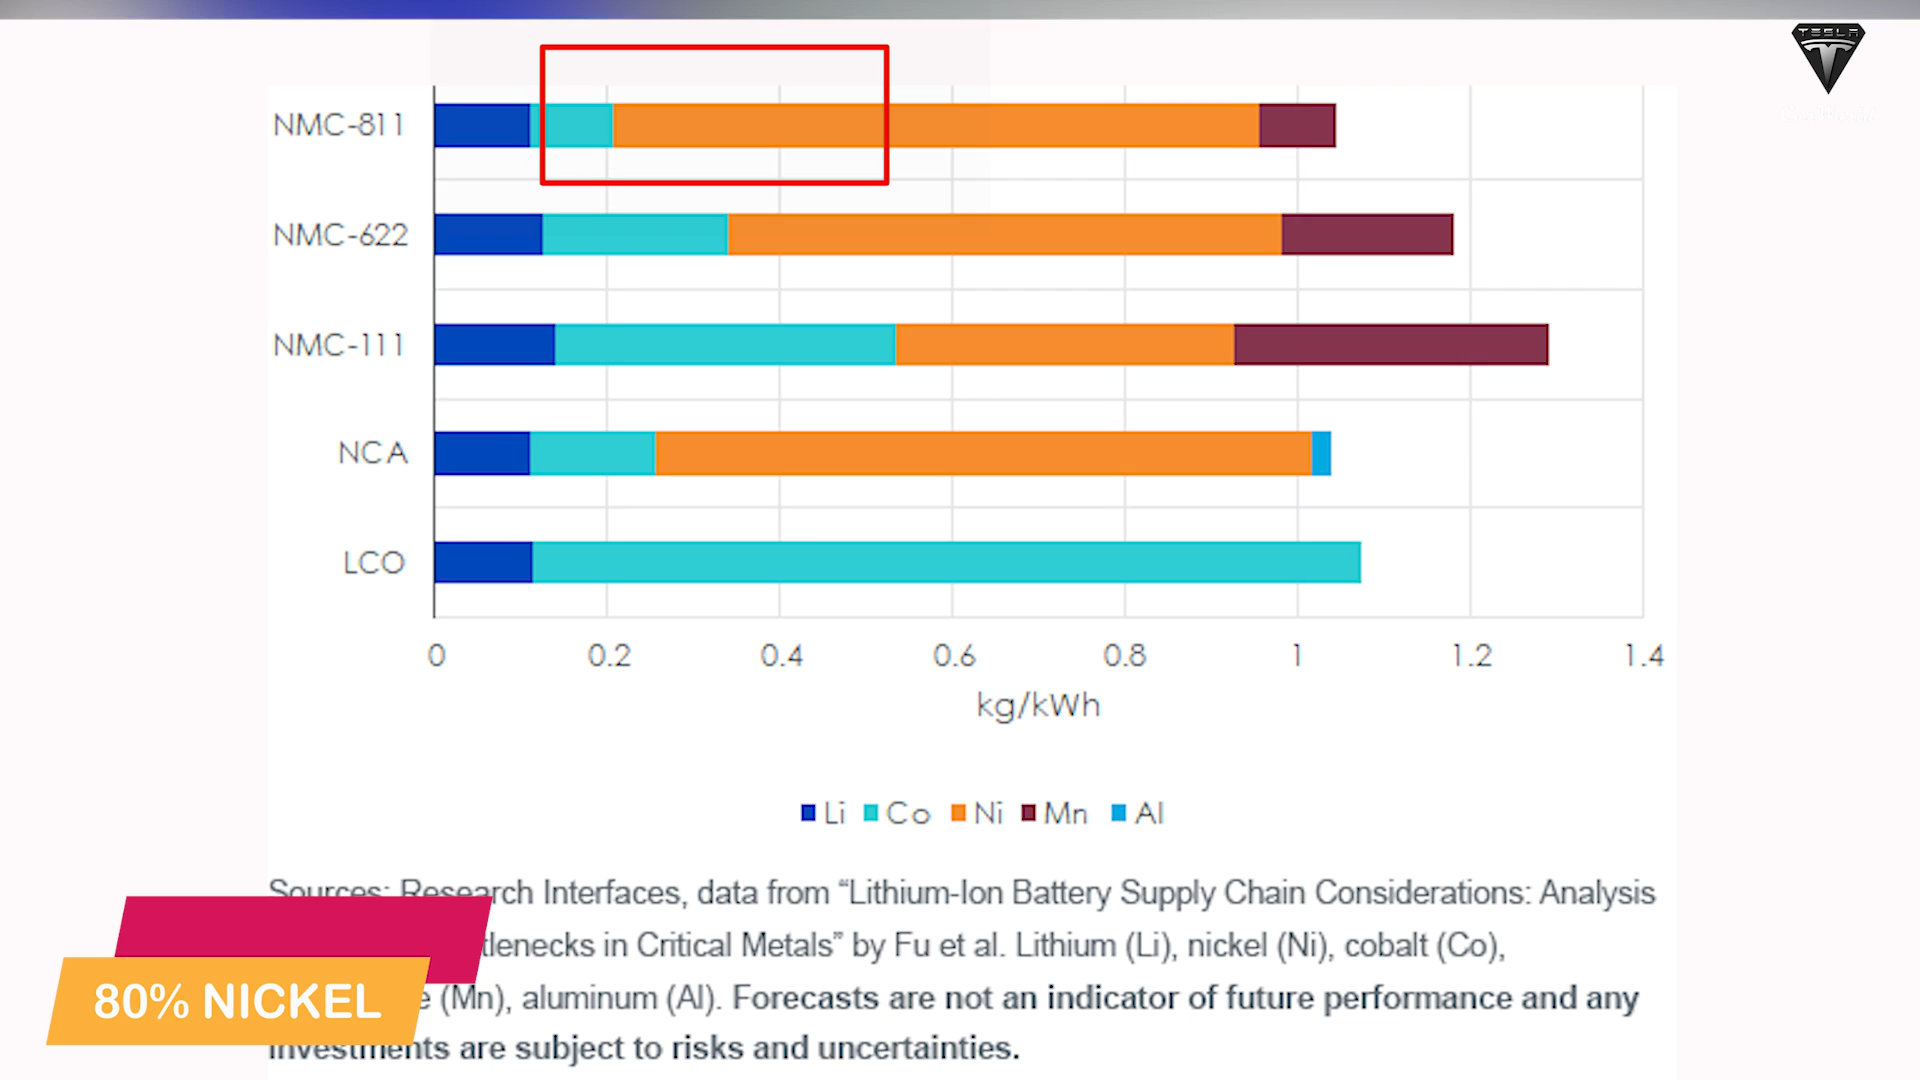 TESLA
NMC-811
NMC-622
NMC-111
NCA
LCO
0 0.2 0.4 0.6 0.8 1 1.2 1.4
kg/kWh
Li Co Ni Mn Al
Sources: Research Interfaces, data from “Lithium-Ion Battery Supply Chain Considerations: Analysis
tlenecks in Critical Metals” by Fu et al. Lithium (Li), nickel (Ni), cobalt (Co),
e (Mn), aluminum (Al). Forecasts are not an indicator of future performance and any
investments are subject to risks and uncertainties.
80% NICKEL